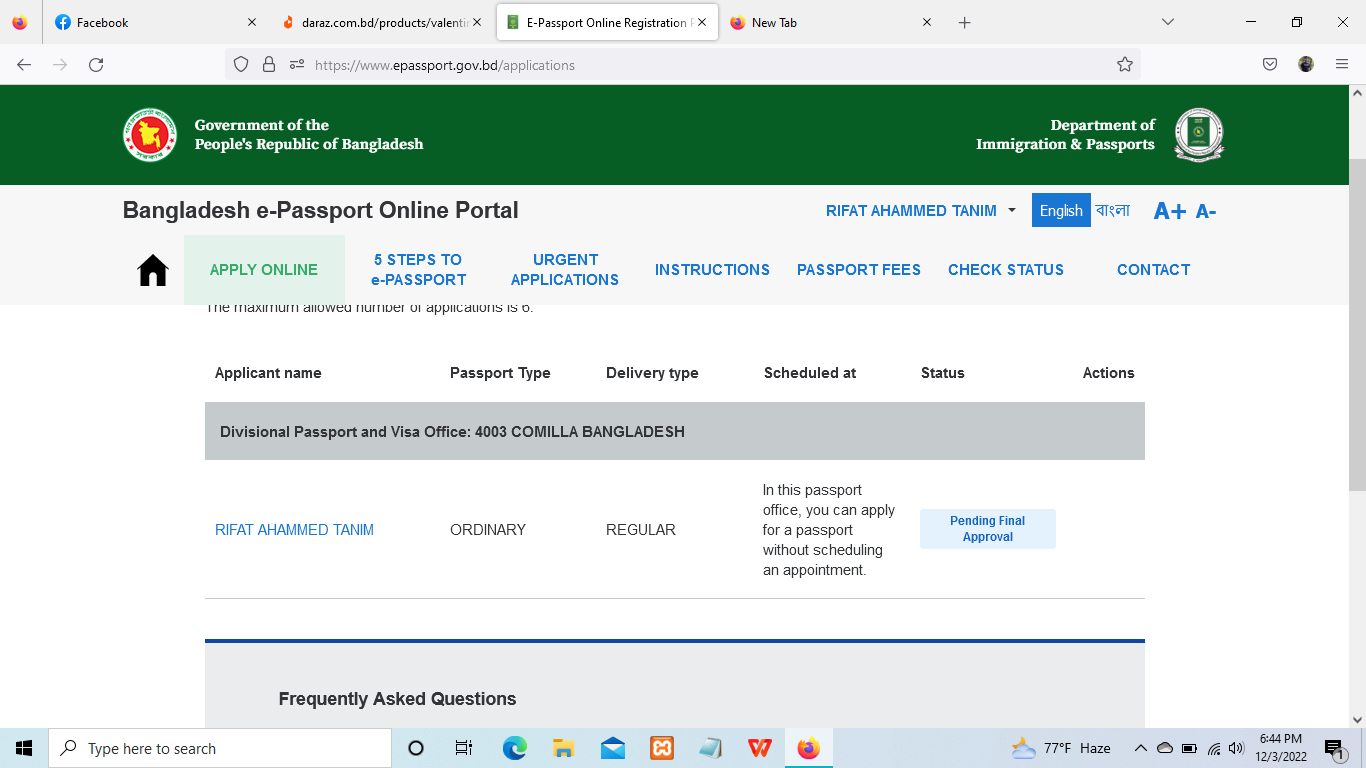 Facebook
daraz.com.bd/products/valentin
E-Passport Online Registration P
New Tab
https://www.epassport.gov.bd/applications
Government of the
People's Republic of Bangladesh
Department of
Immigration & Passports
Bangladesh e-Passport Online Portal
RIFAT AHAMMED TANIM
English
বাংলা
A+ A-
APPLY ONLINE
5 STEPS TO
e-PASSPORT
URGENT
APPLICATIONS
INSTRUCTIONS
PASSPORT FEES
CHECK STATUS
CONTACT
The maximum allowed number of applications is 6.
Applicant name
Passport Type
Delivery type
Scheduled at
Status
Actions
Divisional Passport and Visa Office: 4003 COMILLA BANGLADESH
RIFAT AHAMMED TANIM
ORDINARY
REGULAR
In this passport
office, you can apply
for a passport
without scheduling
an appointment.
Pending Final
Approval
Frequently Asked Questions
Type here to search
77°F Haze
6:44 PM
12/3/2022
1